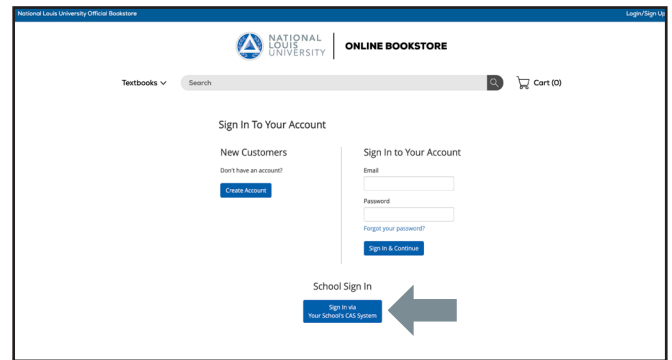 National Louis University Official Bookstore
Login/Sign Up
NATIONAL
LOUIS
UNIVERSITY
ONLINE BOOKSTORE
Textbooks
Search
Cart (0)
Sign In To Your Account
New Customers
Don't have an account?
Create Account
Sign In to Your Account
Email
Password
Forgot your password?
Sign In & Continue
School Sign In
Sign In via
Your School's CAS System